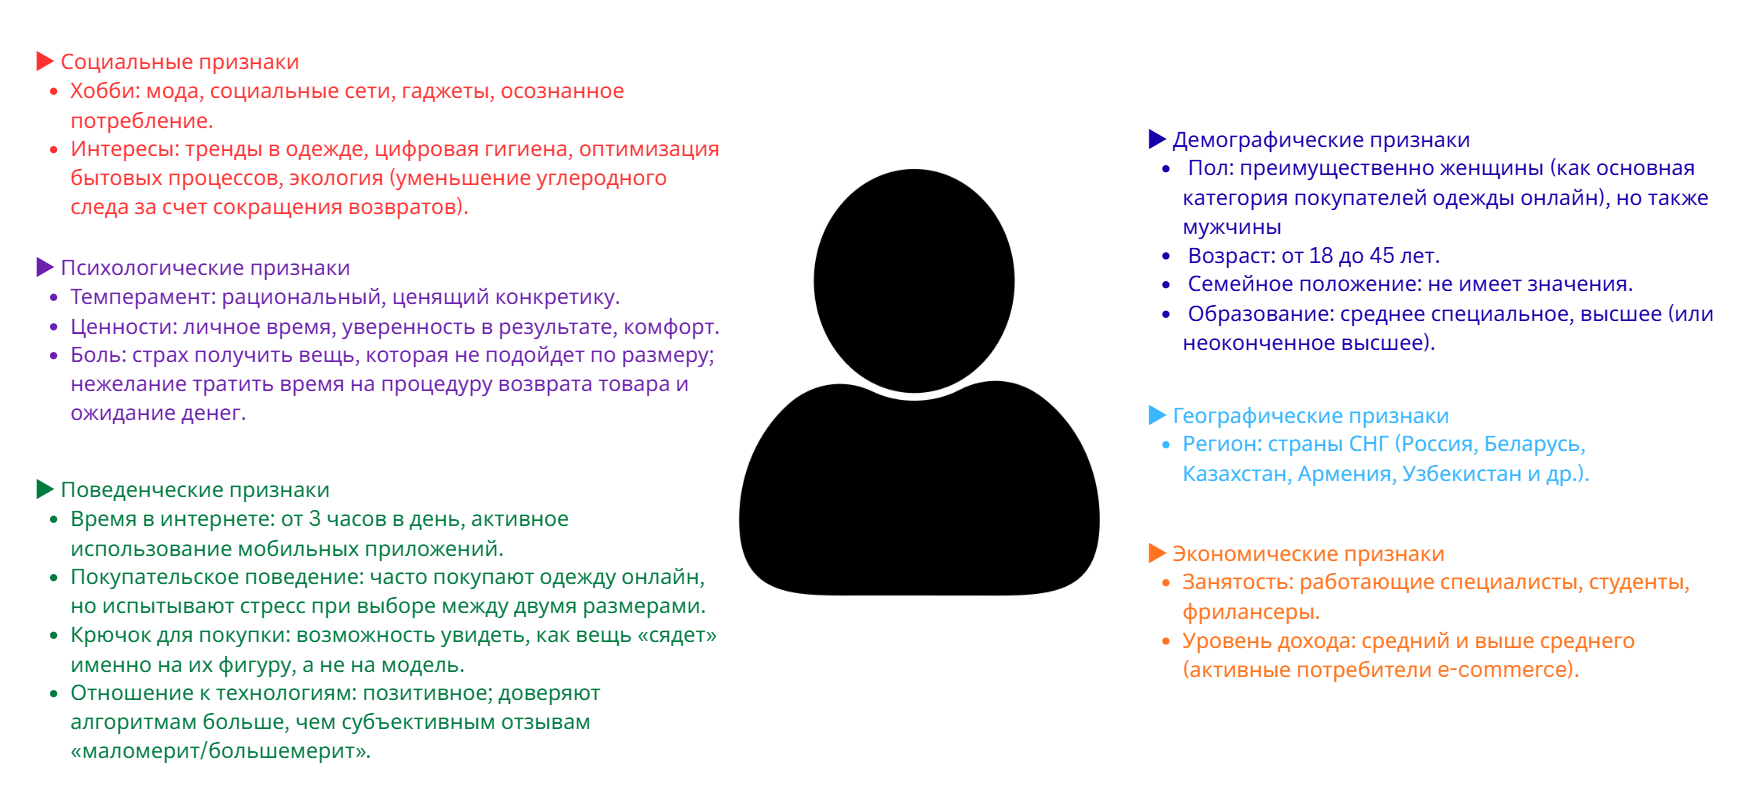 ▶ Социальные признаки
• Хобби: мода, социальные сети, гаджеты, осознанное
потребление.
• Интересы: тренды в одежде, цифровая гигиена, оптимизация
бытовых процессов, экология (уменьшение углеродного
следа за счет сокращения возвратов).
▶ Психологические признаки
• Темперамент: рациональный, ценящий конкретику.
• Ценности: личное время, уверенность в результате, комфорт.
• Боль: страх получить вещь, которая не подойдет по размеру;
нежелание тратить время на процедуру возврата товара и
ожидание денег.
▶ Поведенческие признаки
• Время в интернете: от 3 часов в день, активное
использование мобильных приложений.
• Покупательское поведение: часто покупают одежду онлайн,
но испытывают стресс при выборе между двумя размерами.
• Крючок для покупки: возможность увидеть, как вещь «сядет»
именно на их фигуру, а не на модель.
• Отношение к технологиям: позитивное; доверяют
алгоритмам больше, чем субъективным отзывам
«маломерит/большемерит».
▶ Демографические признаки
• Пол: преимущественно женщины (как основная
категория покупателей одежды онлайн), но также
мужчины
• Возраст: от 18 до 45 лет.
• Семейное положение: не имеет значения.
• Образование: среднее специальное, высшее (или
неоконченное высшее).
▶ Географические признаки
• Регион: страны СНГ (Россия, Беларусь,
Казахстан, Армения, Узбекистан и др.).
▶ Экономические признаки
• Занятость: работающие специалисты, студенты,
фрилансеры.
• Уровень дохода: средний и выше среднего
(активные потребители e-commerce).